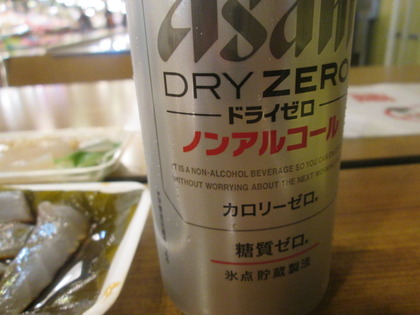 Asahi
DRY ZERO
ドライゼロ
ノンアルコール
IT IS A NON-ALCOHOL BEVERAGE SO YOU CAN
WITHOUT WORRYING ABOUT THE NEXT
カロリーゼロ※
糖質ゼロ※
氷点貯蔵製法